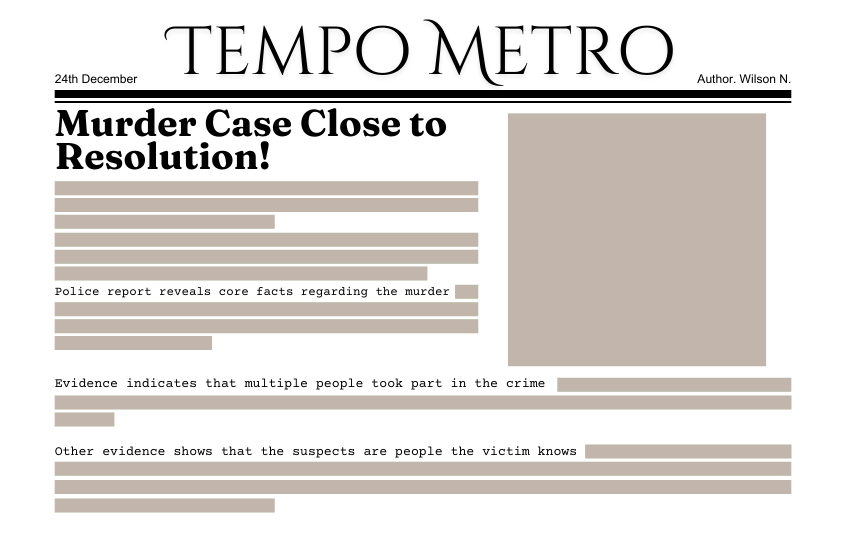 TEMPO METRO
24th December
Author. Wilson N.
Murder Case Close to
Resolution!
Police report reveals core facts regarding the murder
Evidence indicates that multiple people took part in the crime
Other evidence shows that the suspects are people the victim knows